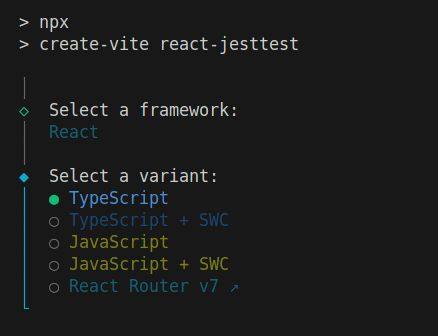 > npx
> create-vite react-jesttest
Select a framework:
React
Select a variant:
TypeScript
TypeScript + SWC
JavaScript
JavaScript + SWC
React Router v7 ↗